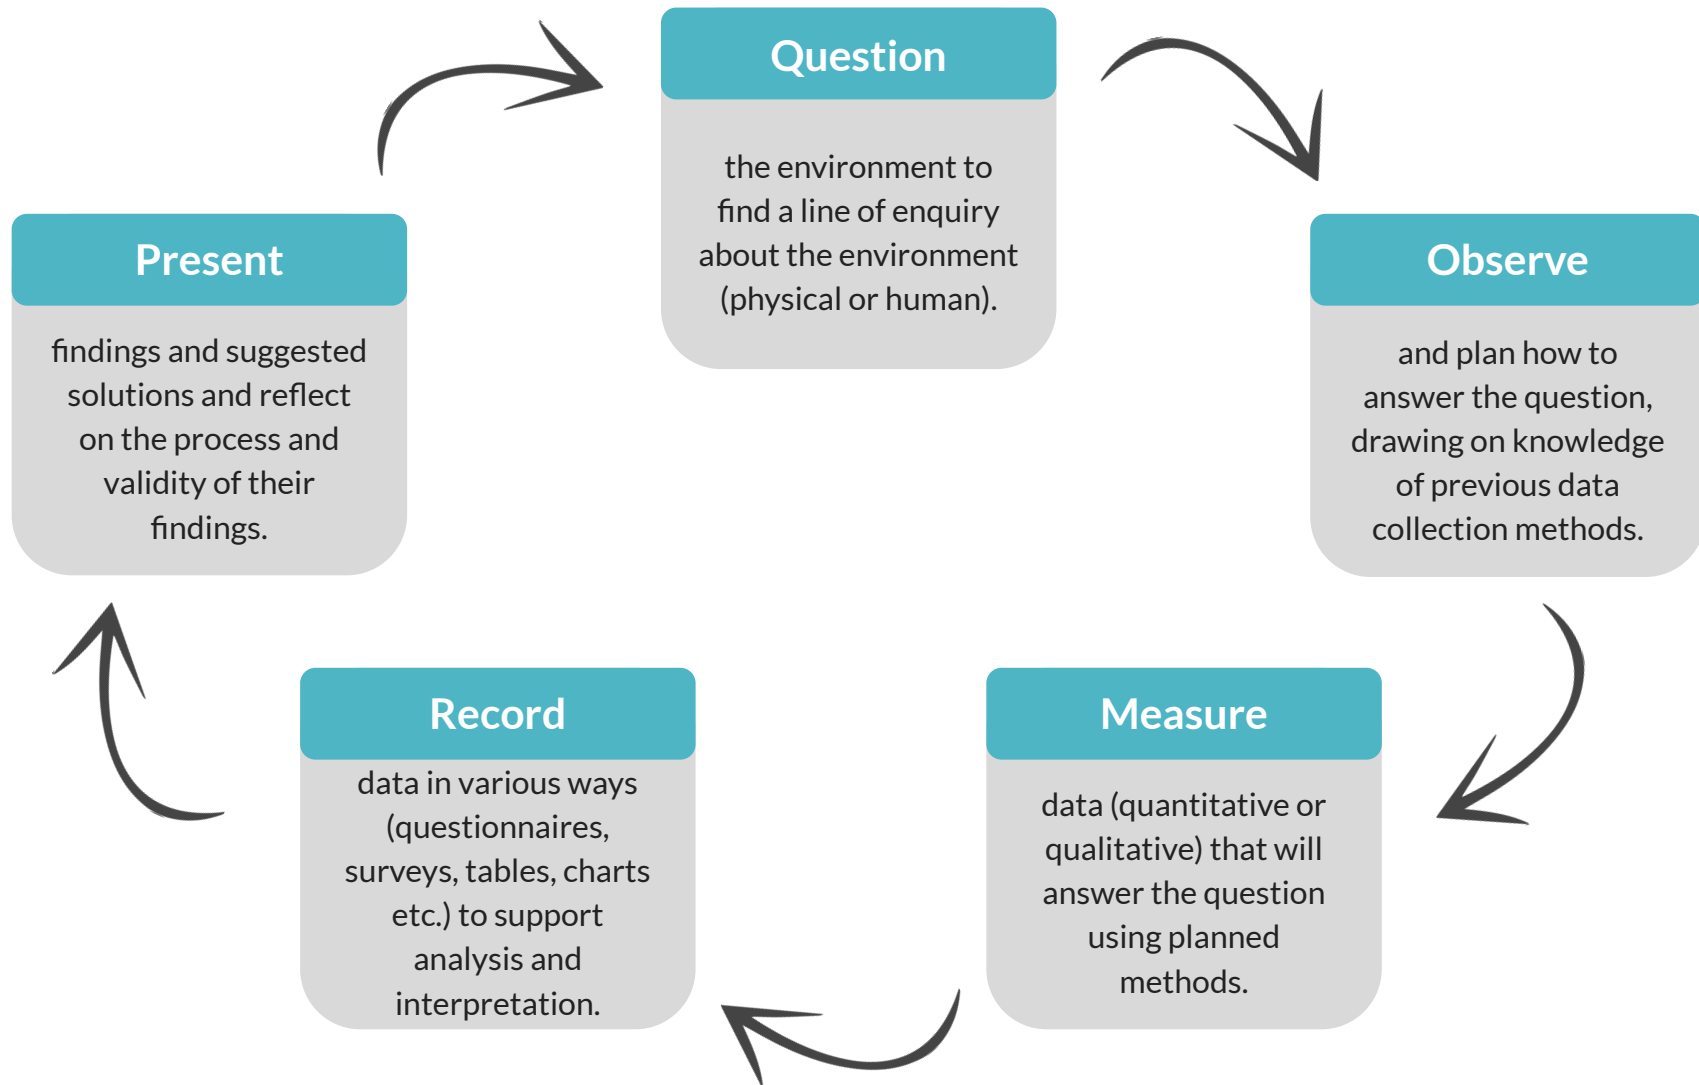 Question
the environment to
find a line of enquiry
about the environment
(physical or human).
Observe
and plan how to
answer the question,
drawing on knowledge
of previous data
collection methods.
Measure
data (quantitative or
qualitative) that will
answer the question
using planned
methods.
Record
data in various ways
(questionnaires,
surveys, tables, charts
etc.) to support
analysis and
interpretation.
Present
findings and suggested
solutions and reflect
on the process and
validity of their
findings.